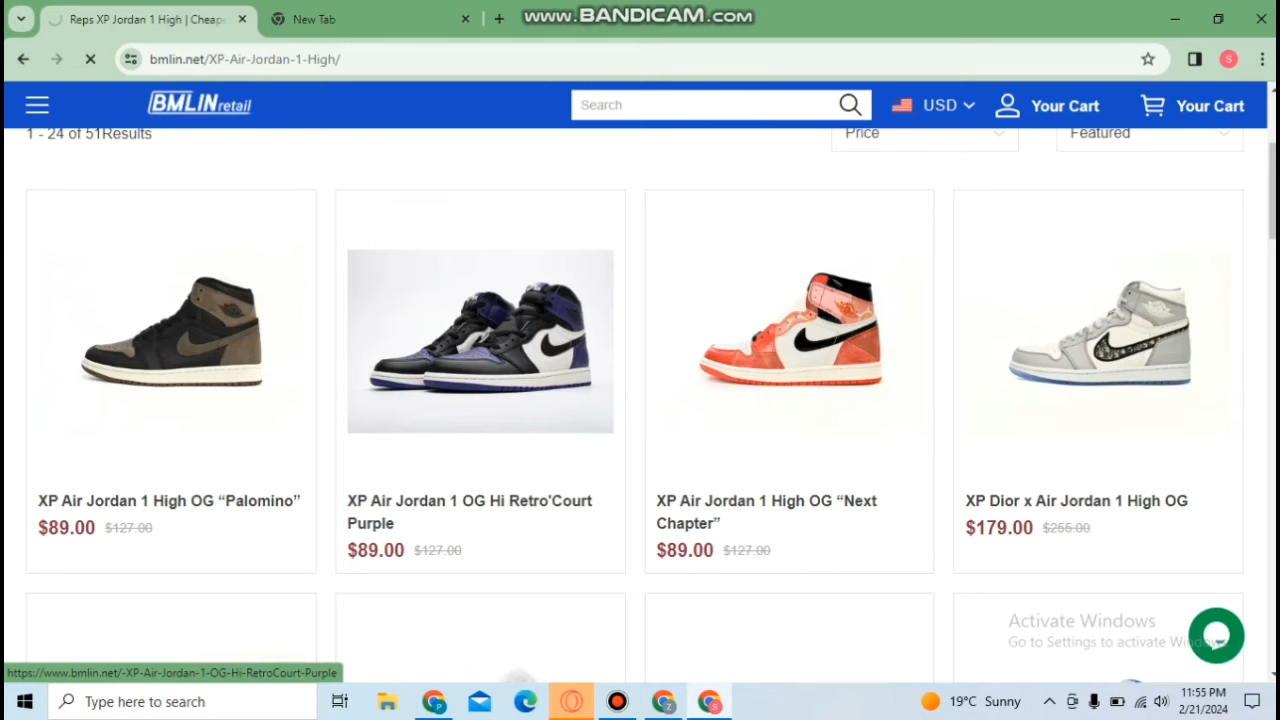 www.BANDICAM.com
Reps XP Jordan 1 High | Cheape
New Tab
bmlin.net/XP-Air-Jordan-1-High/
S
BMLIN retail
Search
USD
Your Cart
Your Cart
1 - 24 of 51Results
Price
Featured
XP Air Jordan 1 High OG “Palomino”
$89.00 $127.00
XP Air Jordan 1 OG Hi Retro'Court
Purple
$89.00 $127.00
XP Air Jordan 1 High OG “Next
Chapter”
$89.00 $127.00
XP Dior x Air Jordan 1 High OG
$179.00 $255.00
Activate Windows
Go to Settings to activate Windows.
https://www.bmlin.net/-XP-Air-Jordan-1-OG-Hi-RetroCourt-Purple
Type here to search
P
Z
S
19°C Sunny
11:55 PM
2/21/2024